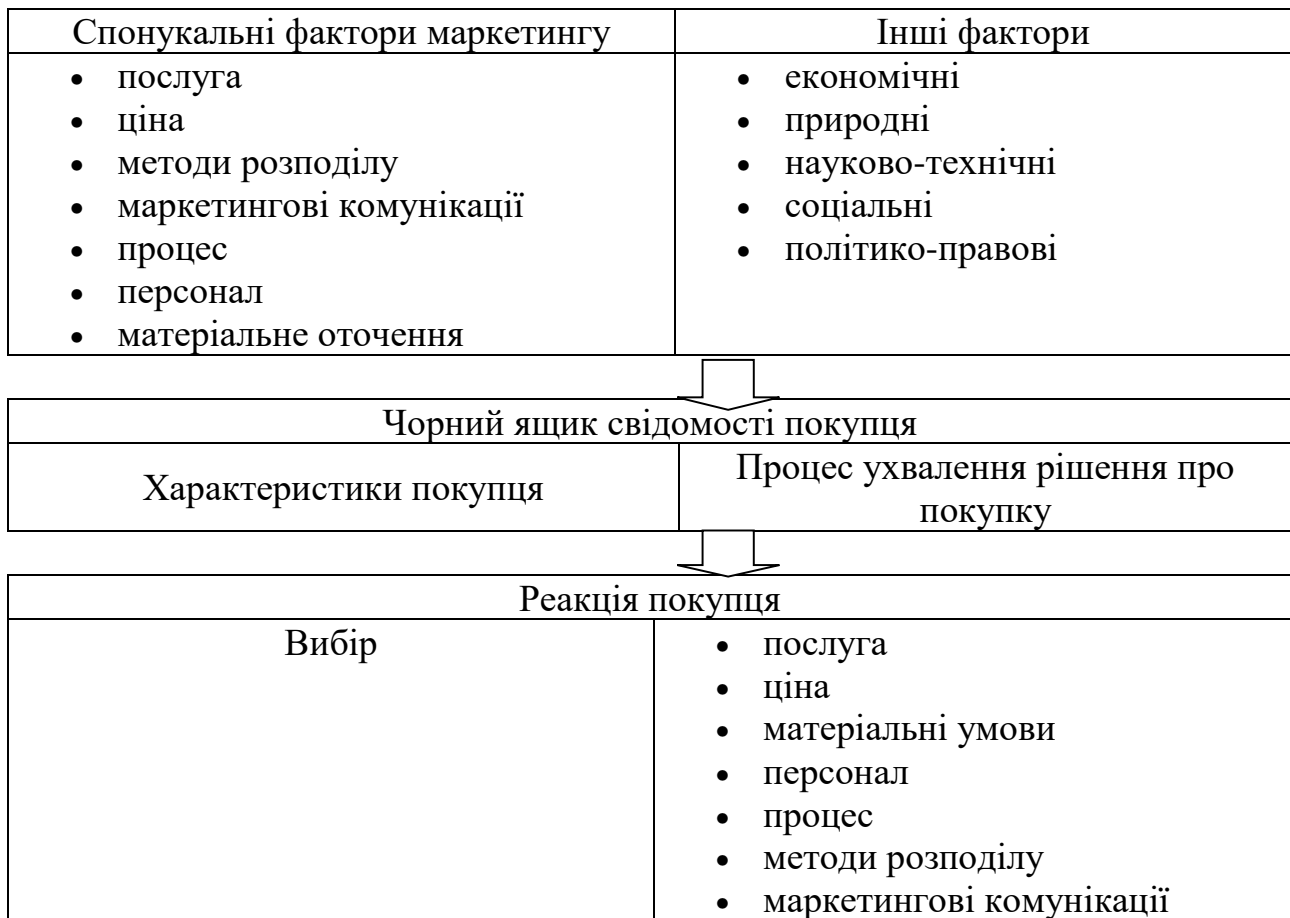 Спонукальні фактори маркетингу
• послуга
• ціна
• методи розподілу
• маркетингові комунікації
• процес
• персонал
• матеріальне оточення
Інші фактори
• економічні
• природні
• науково-технічні
• соціальні
• політико-правові
Чорний ящик свідомості покупця
Характеристики покупця
Процес ухвалення рішення про
покупку
Реакція покупця
Вибір
• послуга
• ціна
• матеріальні умови
• персонал
• процес
• методи розподілу
• маркетингові комунікації